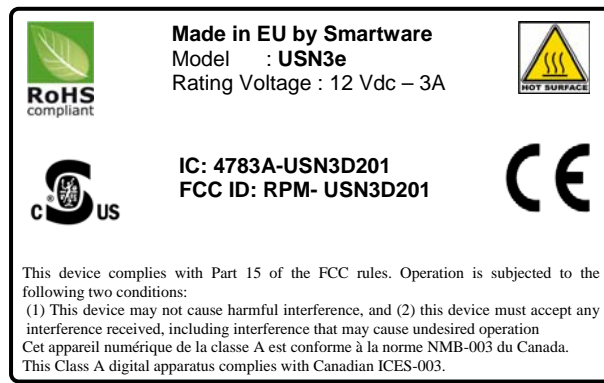 Made in EU by Smartware
Model : USN3e
Rating Voltage : 12 Vdc – 3A
RoHS
compliant
HOT SURFACE
IC: 4783A-USN3D201
FCC ID: RPM- USN3D201
C S ® US
CE
This device complies with Part 15 of the FCC rules. Operation is subjected to the
following two conditions:
(1) This device may not cause harmful interference, and (2) this device must accept any
interference received, including interference that may cause undesired operation
Cet appareil numérique de la classe A est conforme à la norme NMB-003 du Canada.
This Class A digital apparatus complies with Canadian ICES-003.